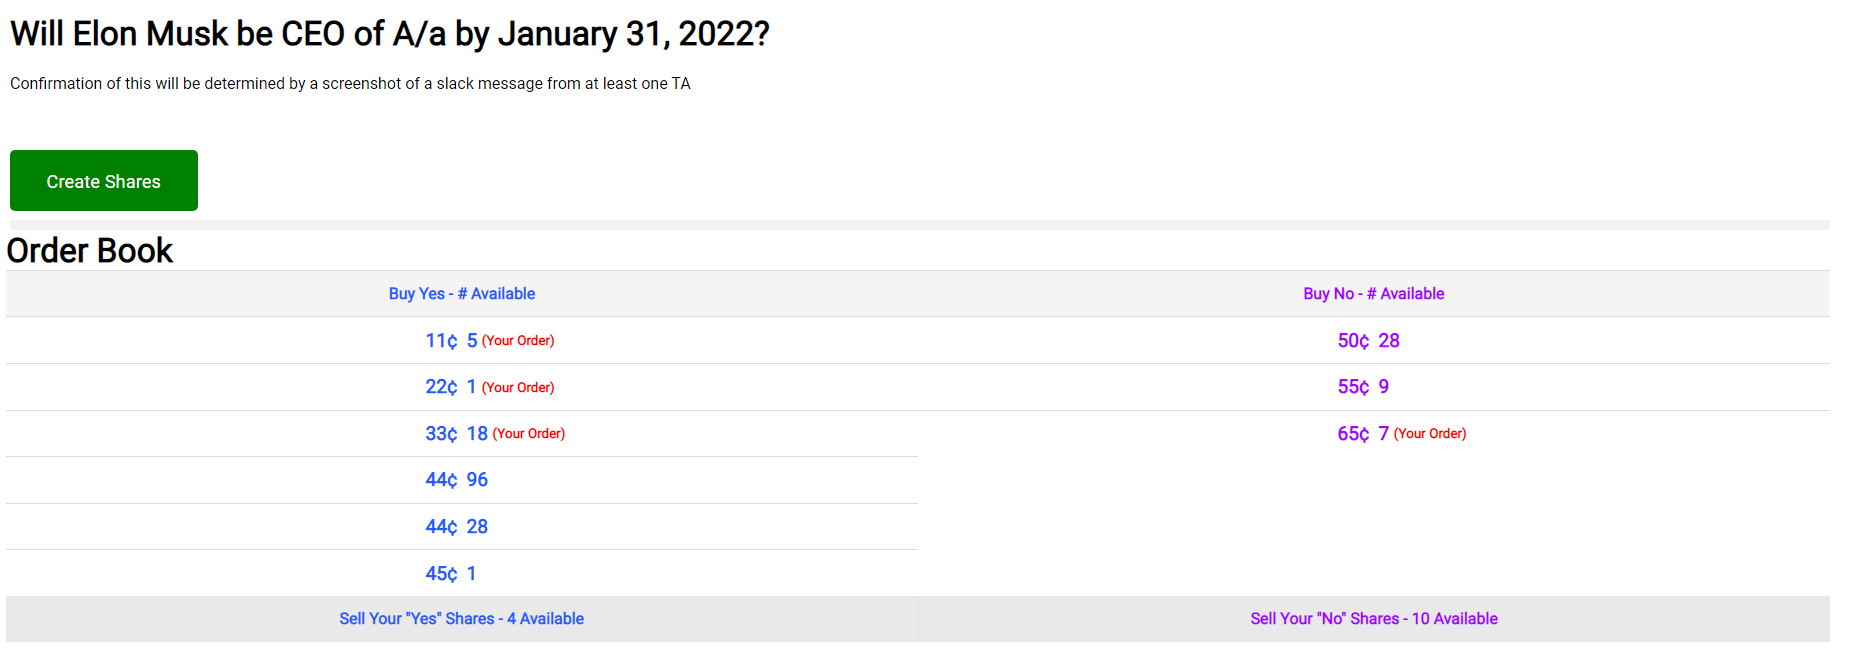 Will Elon Musk be CEO of A/a by January 31, 2022?
Confirmation of this will be determined by a screenshot of a slack message from at least one TA
Create Shares
Order Book
Buy Yes - # Available
Buy No - # Available
11¢ 5 (Your Order)
50¢ 28
22¢ 1 (Your Order)
55¢ 9
33¢ 18 (Your Order)
65¢ 7 (Your Order)
44¢ 96
44¢ 28
45¢ 1
Sell Your "Yes" Shares - 4 Available
Sell Your "No" Shares - 10 Available